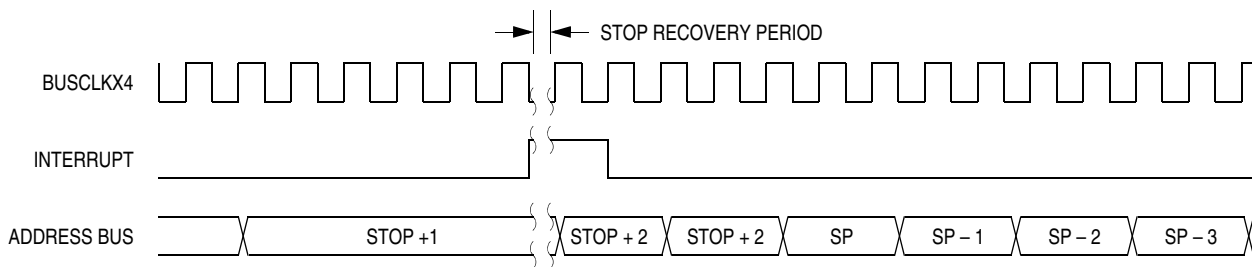 STOP RECOVERY PERIOD
BUSCLKX4
INTERRUPT
ADDRESS BUS STOP +1 STOP + 2 STOP + 2 SP SP – 1 SP – 2 SP – 3